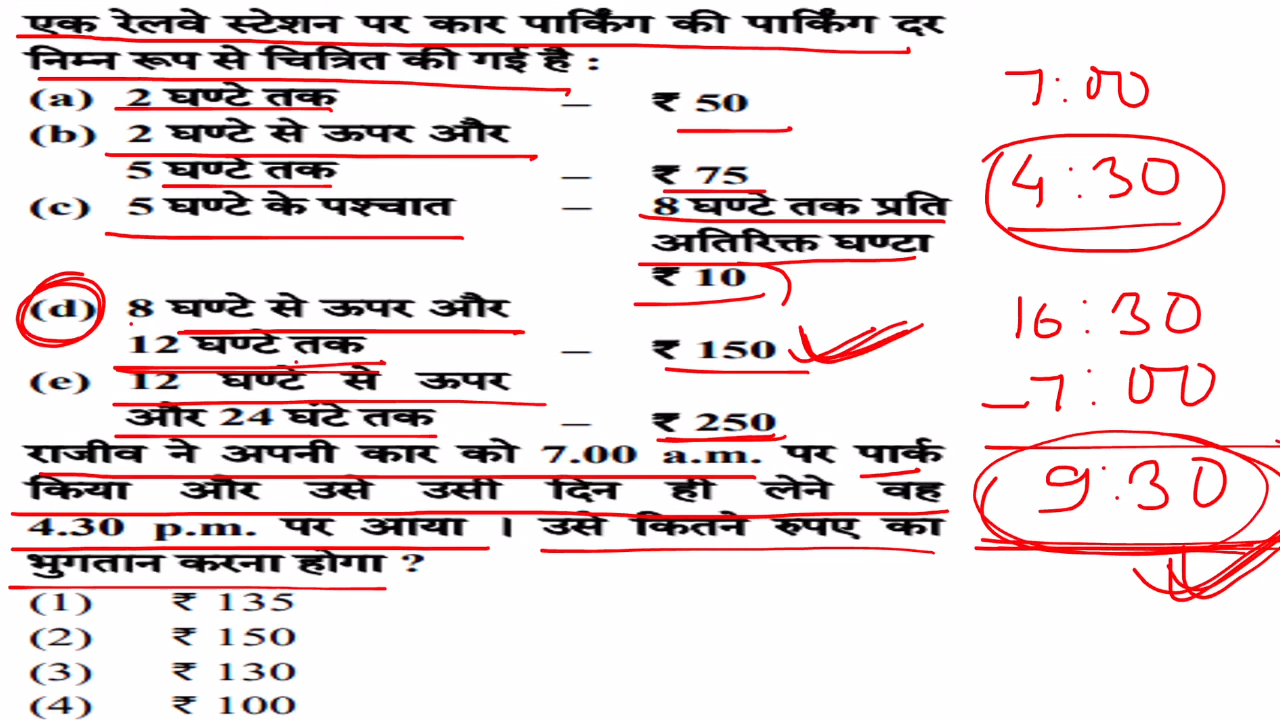 एक रेलवे स्टेशन पर कार पार्किंग की पार्किंग दर
निम्न रूप से चित्रित की गई है :
(a) 2 घण्टे तक – ₹ 50
(b) 2 घण्टे से ऊपर और
5 घण्टे तक – ₹ 75
(c) 5 घण्टे के पश्चात – 8 घण्टे तक प्रति
अतिरिक्त घण्टा
₹ 10
(d) 8 घण्टे से ऊपर और
12 घण्टे तक – ₹ 150
(e) 12 घण्टे से ऊपर
और 24 घंटे तक – ₹ 250
राजीव ने अपनी कार को 7.00 a.m. पर पार्क
किया और उसे उसी दिन ही लेने वह
4.30 p.m. पर आया । उसे कितने रुपए का
भुगतान करना होगा ?
(1) ₹ 135
(2) ₹ 150
(3) ₹ 130
(4) ₹ 100
7:00
4:30
16:30
-7:00
9:30